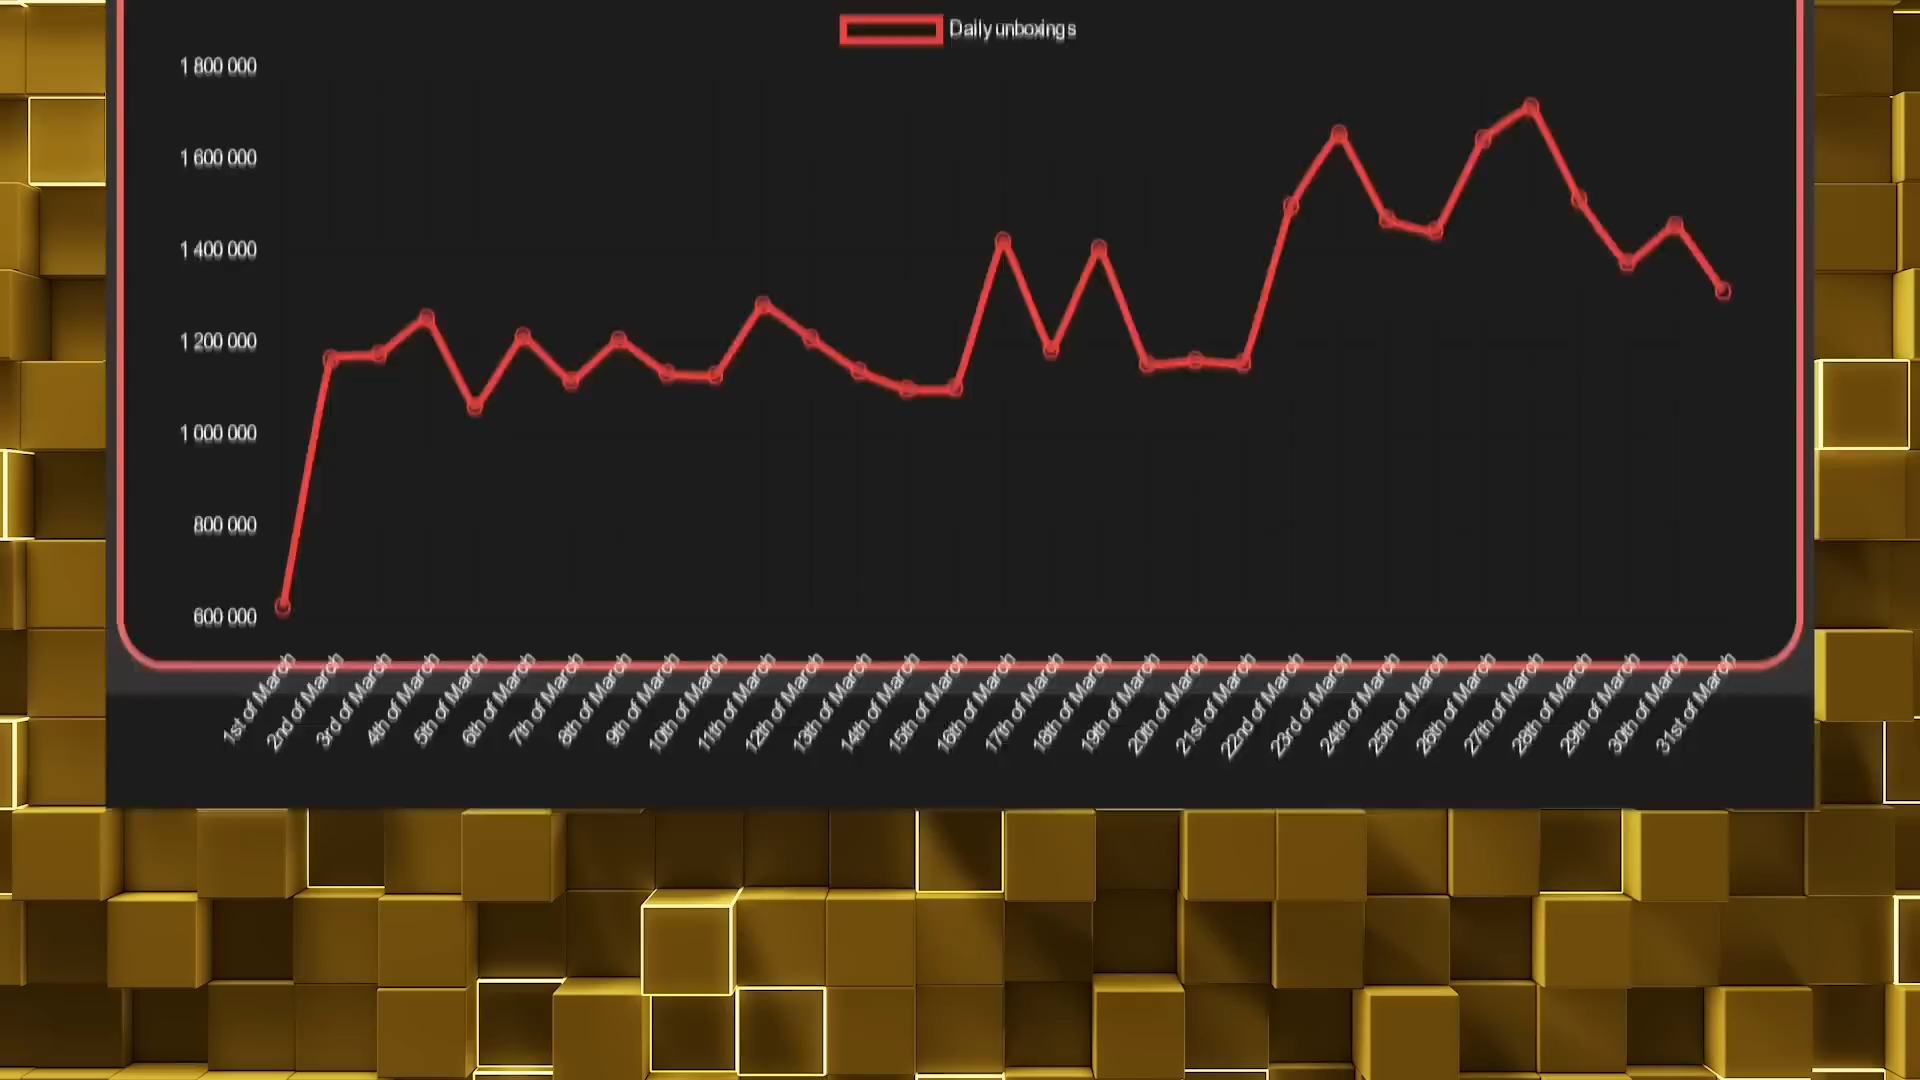 Daily unboxings
1 800 000
1 600 000
1 400 000
1 200 000
1 000 000
800 000
600 000
1st of March
2nd of March
3rd of March
4th of March
5th of March
6th of March
7th of March
8th of March
9th of March
10th of March
11th of March
12th of March
13th of March
14th of March
15th of March
16th of March
17th of March
18th of March
19th of March
20th of March
21st of March
22nd of March
23rd of March
24th of March
25th of March
26th of March
27th of March
28th of March
29th of March
30th of March
31st of March